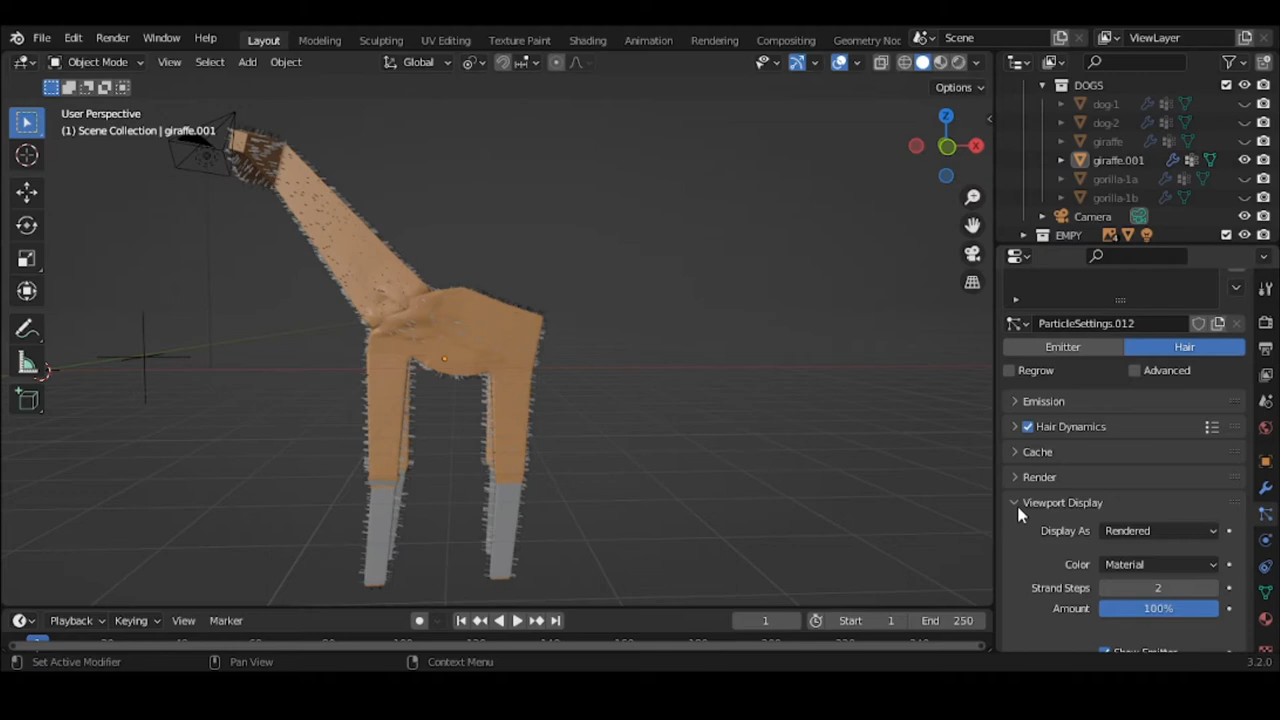 File Edit Render Window Help Layout Modeling Sculpting UV Editing Texture Paint Shading Animation Rendering Compositing Geometry Noc Scene ViewLayer
Object Mode View Select Add Object Global
Options
User Perspective
(1) Scene Collection | giraffe.001
Z
X
DOGS
dog-1
dog-2
giraffe
giraffe.001
gorilla-1a
gorilla-1b
Camera
EMPY 4
ParticleSettings.012
Emitter Hair
Regrow Advanced
Emission
Hair Dynamics
Cache
Render
Viewport Display
Display As Rendered
Color Material
Strand Steps 2
Amount 100%
Show Emitter
Playback Keying View Marker 1 Start 1 End 250
Set Active Modifier Pan View Context Menu 3.2.0